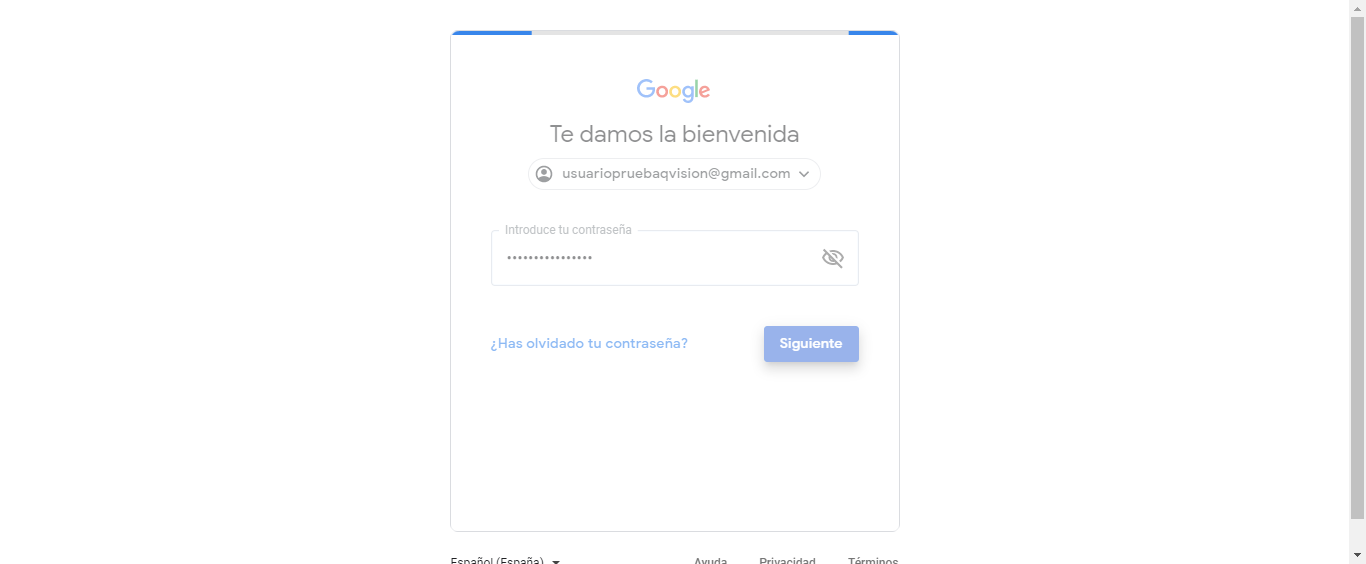 Google
Te damos la bienvenida
usuariopruebaqvision@gmail.com
Introduce tu contraseña
••••••••••••••••
¿Has olvidado tu contraseña? Siguiente
Español (España) Ayuda Privacidad Términos